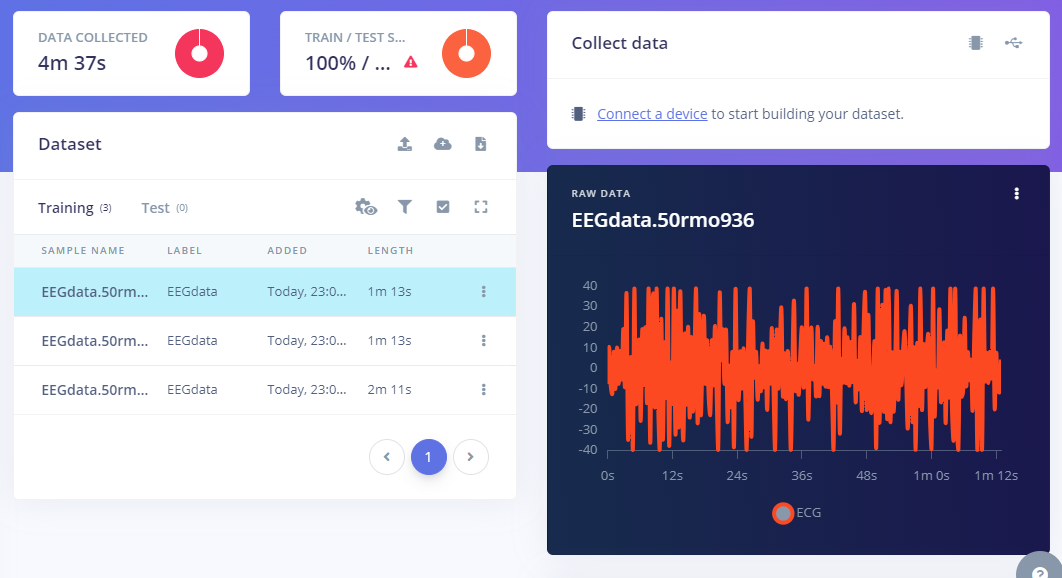 DATA COLLECTED
4m 37s
TRAIN / TEST S...
100% / ...
Collect data
Connect a device to start building your dataset.
Dataset
Training (3)
Test (0)
SAMPLE NAME LABEL ADDED LENGTH
EEGdata.50rm... EEGdata Today, 23:0... 1m 13s
EEGdata.50rm... EEGdata Today, 23:0... 1m 13s
EEGdata.50rm... EEGdata Today, 23:0... 2m 11s
1
RAW DATA
EEGdata.50rmo936
40
30
20
10
0
-10
-20
-30
-40
0s 12s 24s 36s 48s 1m 0s 1m 12s
ECG
?